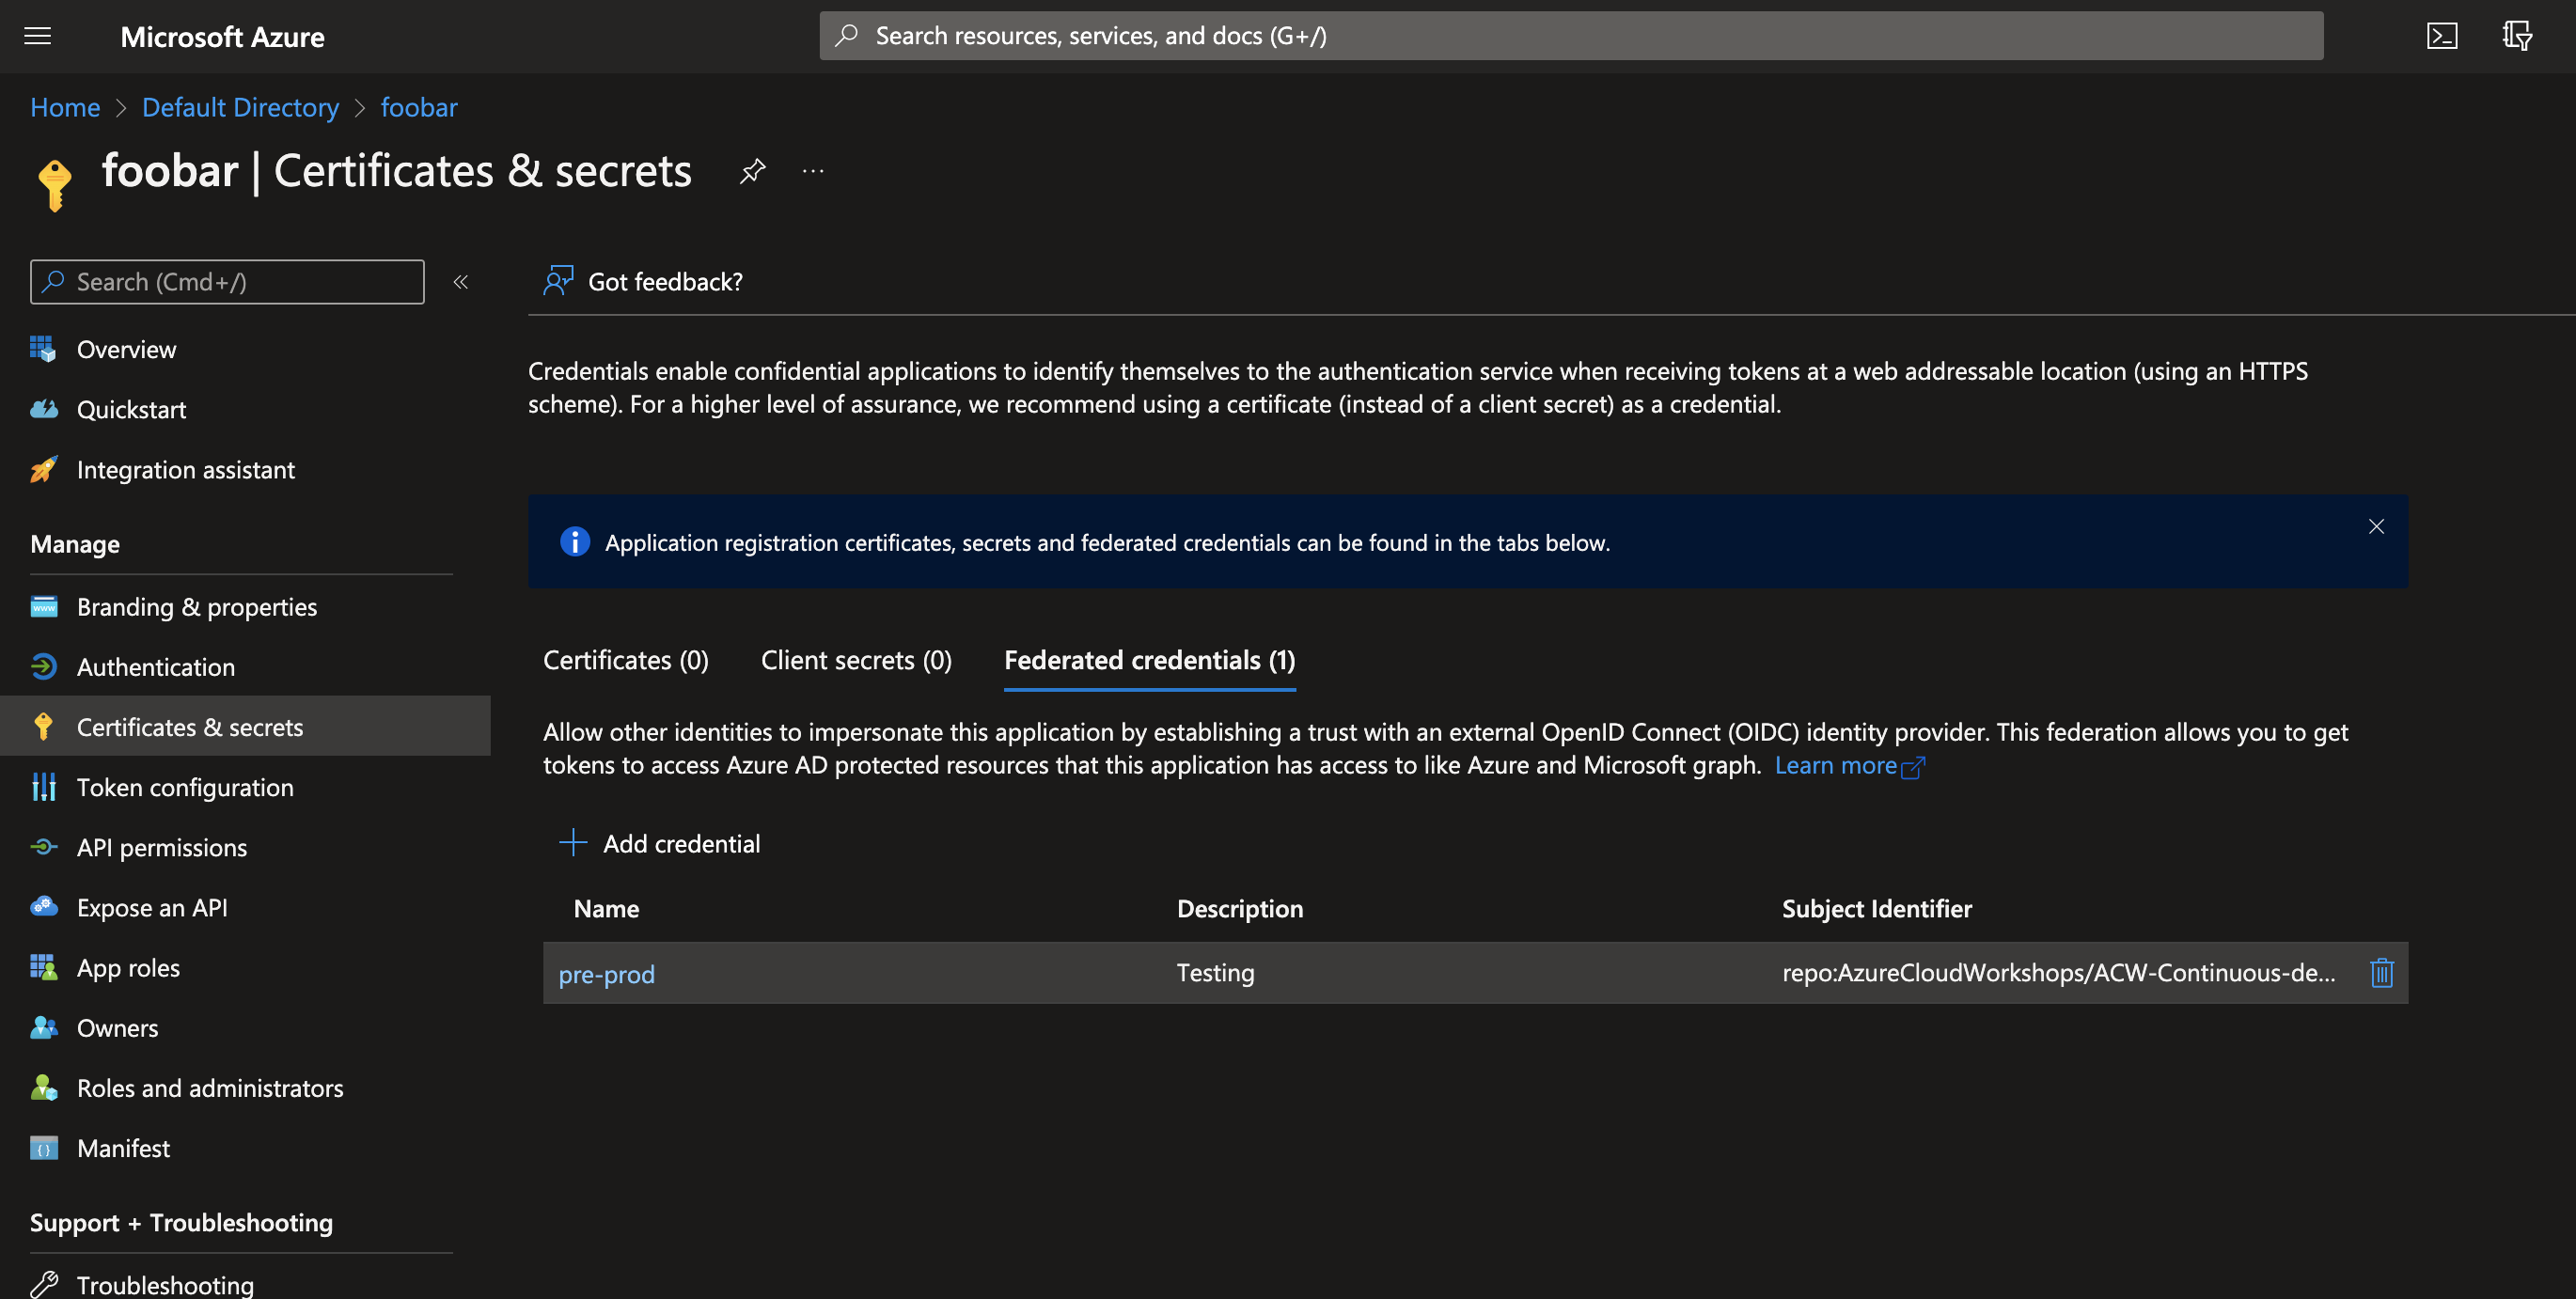 Microsoft Azure
Search resources, services, and docs (G+/)
Home > Default Directory > foobar
foobar | Certificates & secrets
Search (Cmd+/)
Got feedback?
Overview
Quickstart
Integration assistant
Manage
Branding & properties
Authentication
Certificates & secrets
Token configuration
API permissions
Expose an API
App roles
Owners
Roles and administrators
Manifest
Support + Troubleshooting
Troubleshooting
Credentials enable confidential applications to identify themselves to the authentication service when receiving tokens at a web addressable location (using an HTTPS
scheme). For a higher level of assurance, we recommend using a certificate (instead of a client secret) as a credential.
Application registration certificates, secrets and federated credentials can be found in the tabs below.
Certificates (0) Client secrets (0) Federated credentials (1)
Allow other identities to impersonate this application by establishing a trust with an external OpenID Connect (OIDC) identity provider. This federation allows you to get
tokens to access Azure AD protected resources that this application has access to like Azure and Microsoft graph. Learn more
Add credential
Name Description Subject Identifier
pre-prod Testing repo:AzureCloudWorkshops/ACW-Continuous-de...